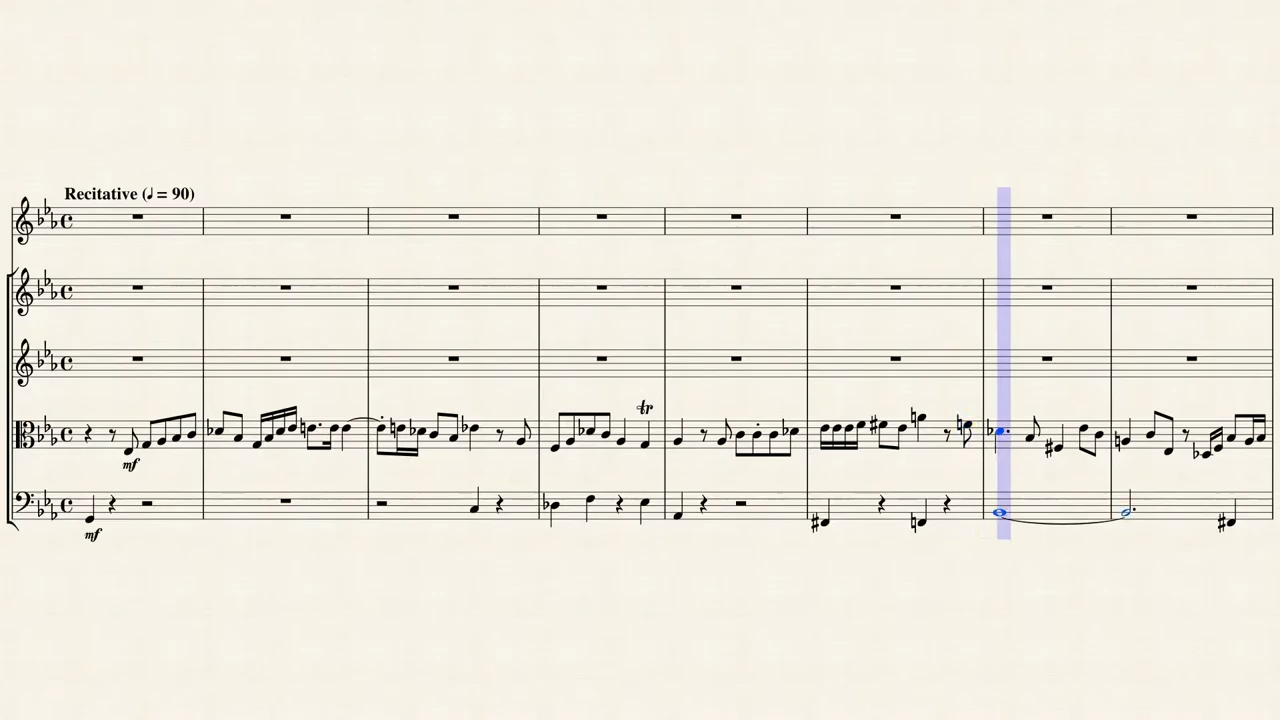 Recitative (♩ = 90)
tr
mf
mf